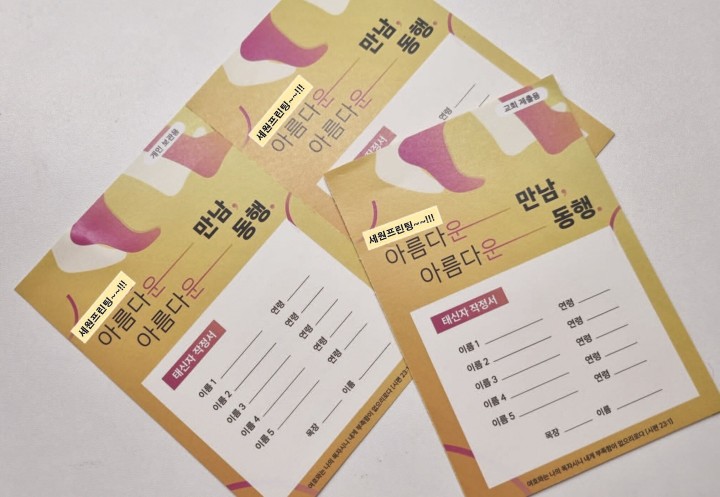 세원프린팅~~!!!
아름다운 만남,
아름다운 동행.
연령
작정서
개인 보관용
세원프린팅~~!!!
아름다운 만남,
아름다운 동행.
태신자 작정서
이름 1 연령
이름 2 연령
이름 3 연령
이름 4 연령
이름 5
목장 이름
여호와는 나의 목자시니 내게 부족함이 없으리로다 [시편 23:1
교회 제출용
세원프린팅~~!!!
아름다운 만남,
아름다운 동행.
태신자 작정서
이름 1 연령
이름 2 연령
이름 3 연령
이름 4 연령
이름 5 연령
목장 이름
여호와는 나의 목자시니 내게 부족함이 없으리로다 [시편 23:1]